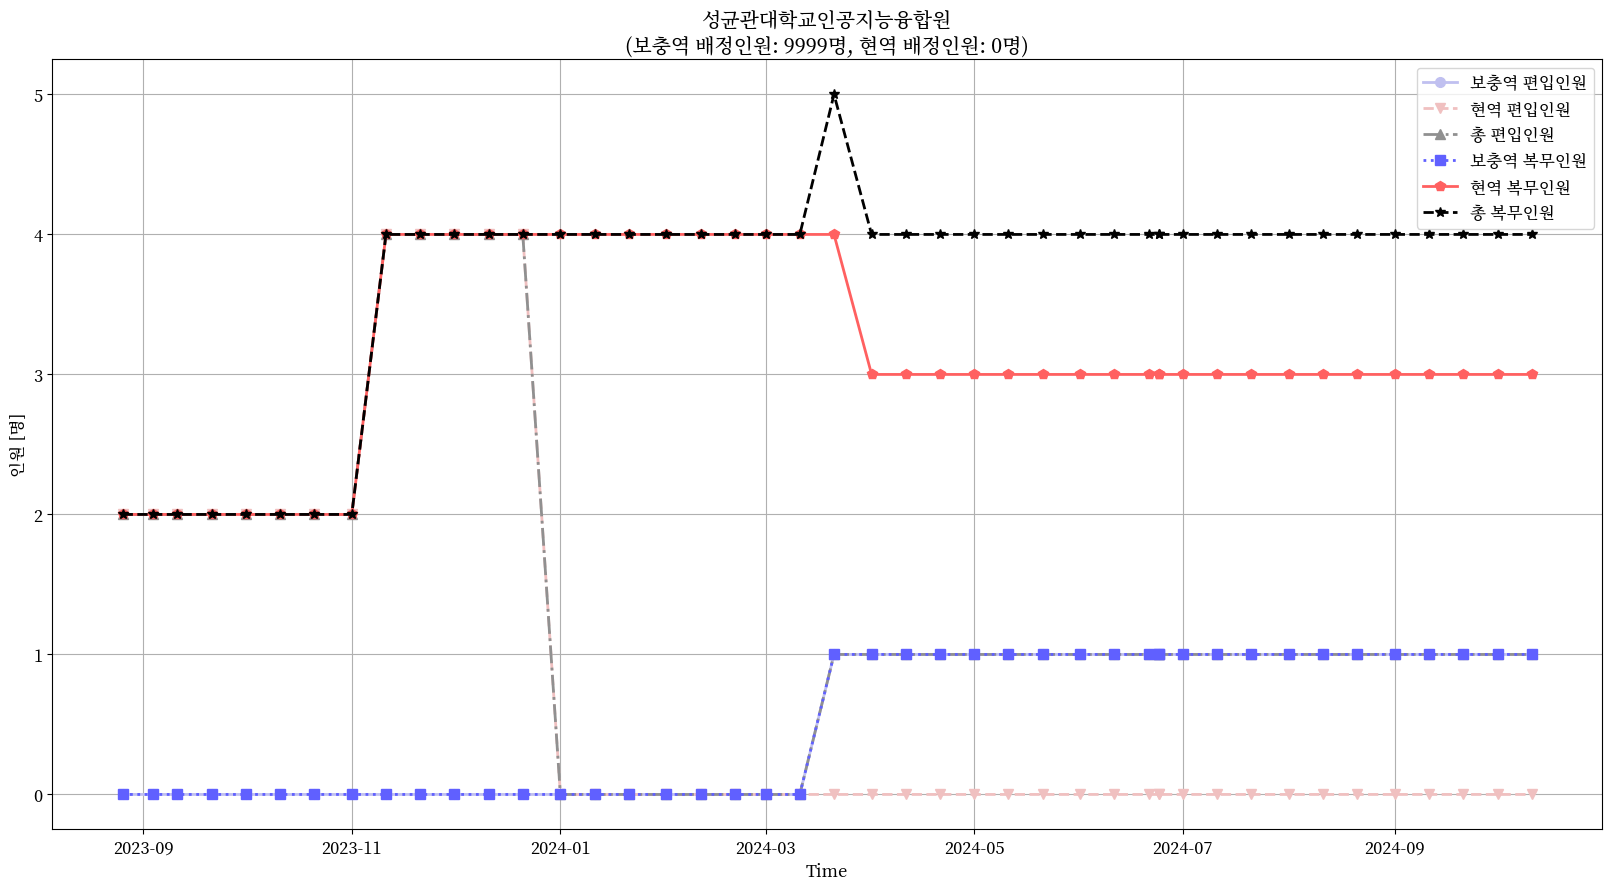 성균관대학교인공지능융합원
(보충역 배정인원: 9999명, 현역 배정인원: 0명)
보충역 편입인원
현역 편입인원
총 편입인원
보충역 복무인원
현역 복무인원
총 복무인원
인원 [명]
5
4
3
2
1
0
2023-09
2023-11
2024-01
2024-03
2024-05
2024-07
2024-09
Time